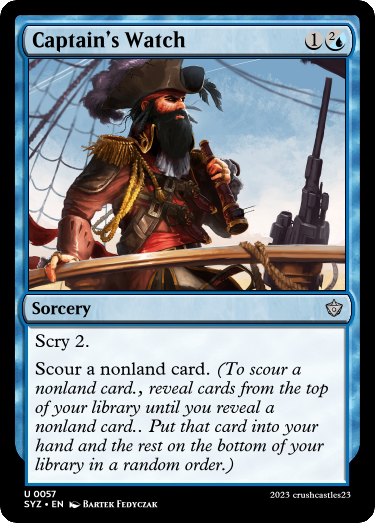 Captain's Watch 1 2
Sorcery
Scry 2.
Scour a nonland card. (To scour a
nonland card., reveal cards from the top
of your library until you reveal a
nonland card.. Put that card into your
hand and the rest on the bottom of your
library in a random order.)
U 0057
SYZ • EN Bartek Fedyczak
2023 crushcastles23